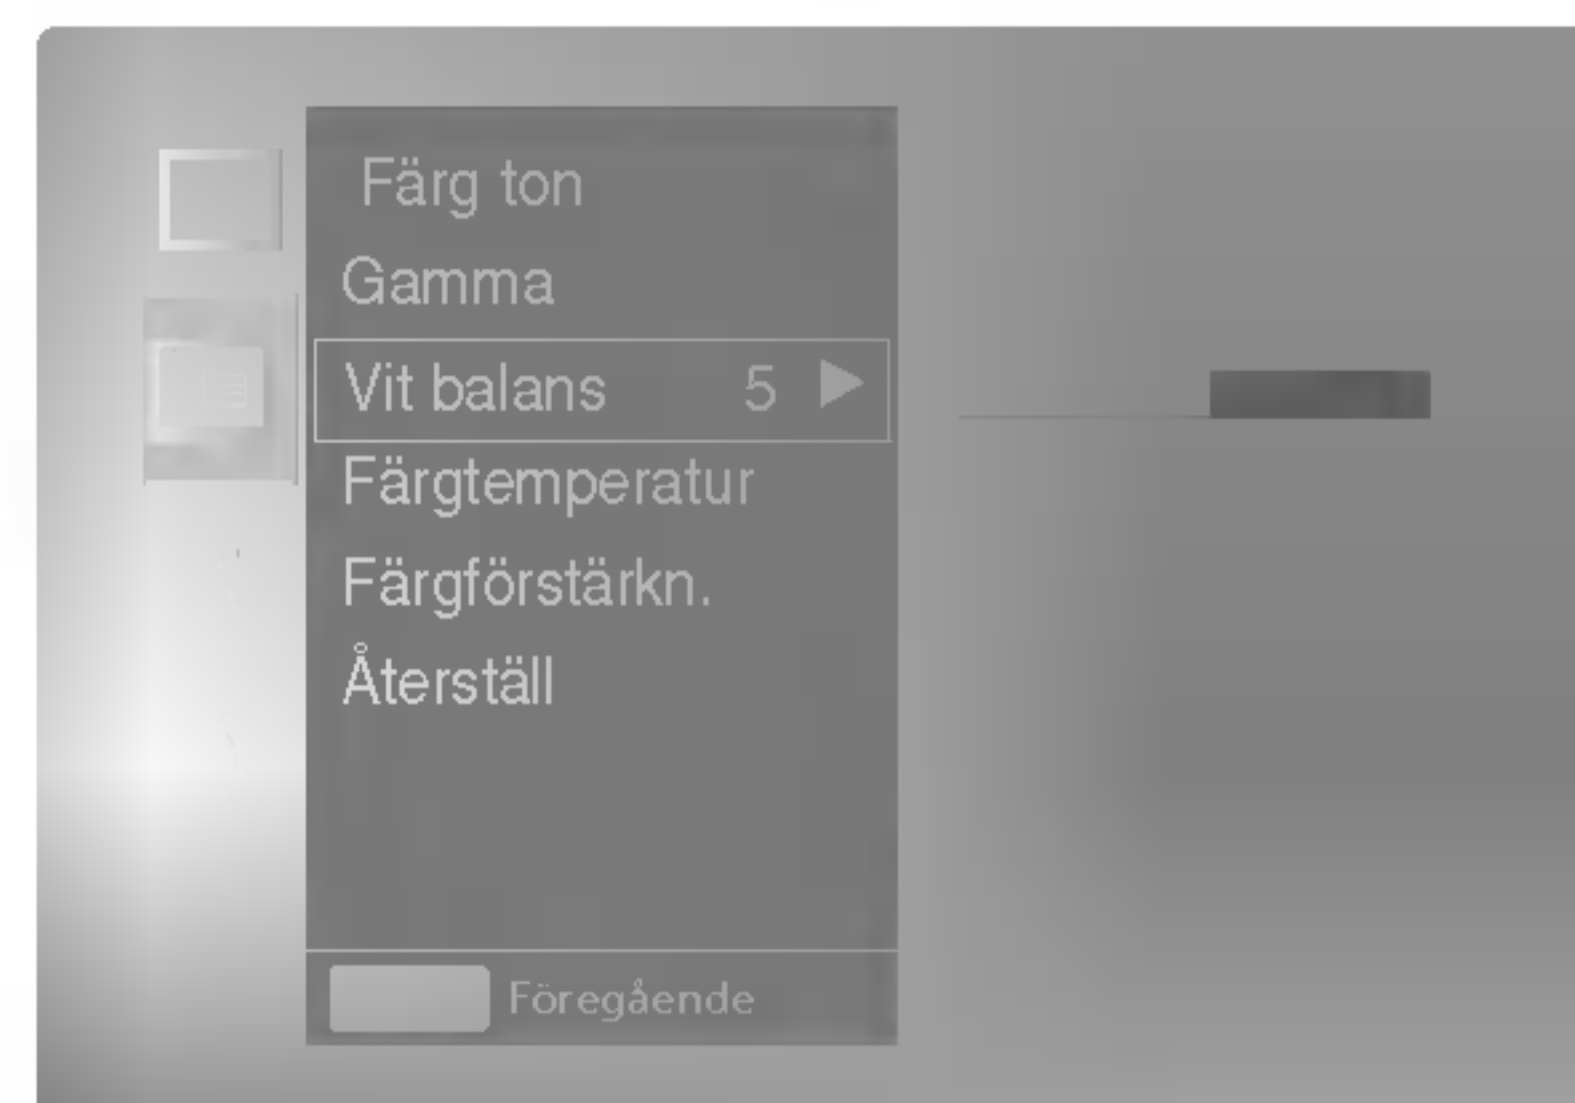 Färg ton
Gamma
Vit balans 5 ▶
Färgtemperatur
Färgförstärkn.
Återställ
Föregående